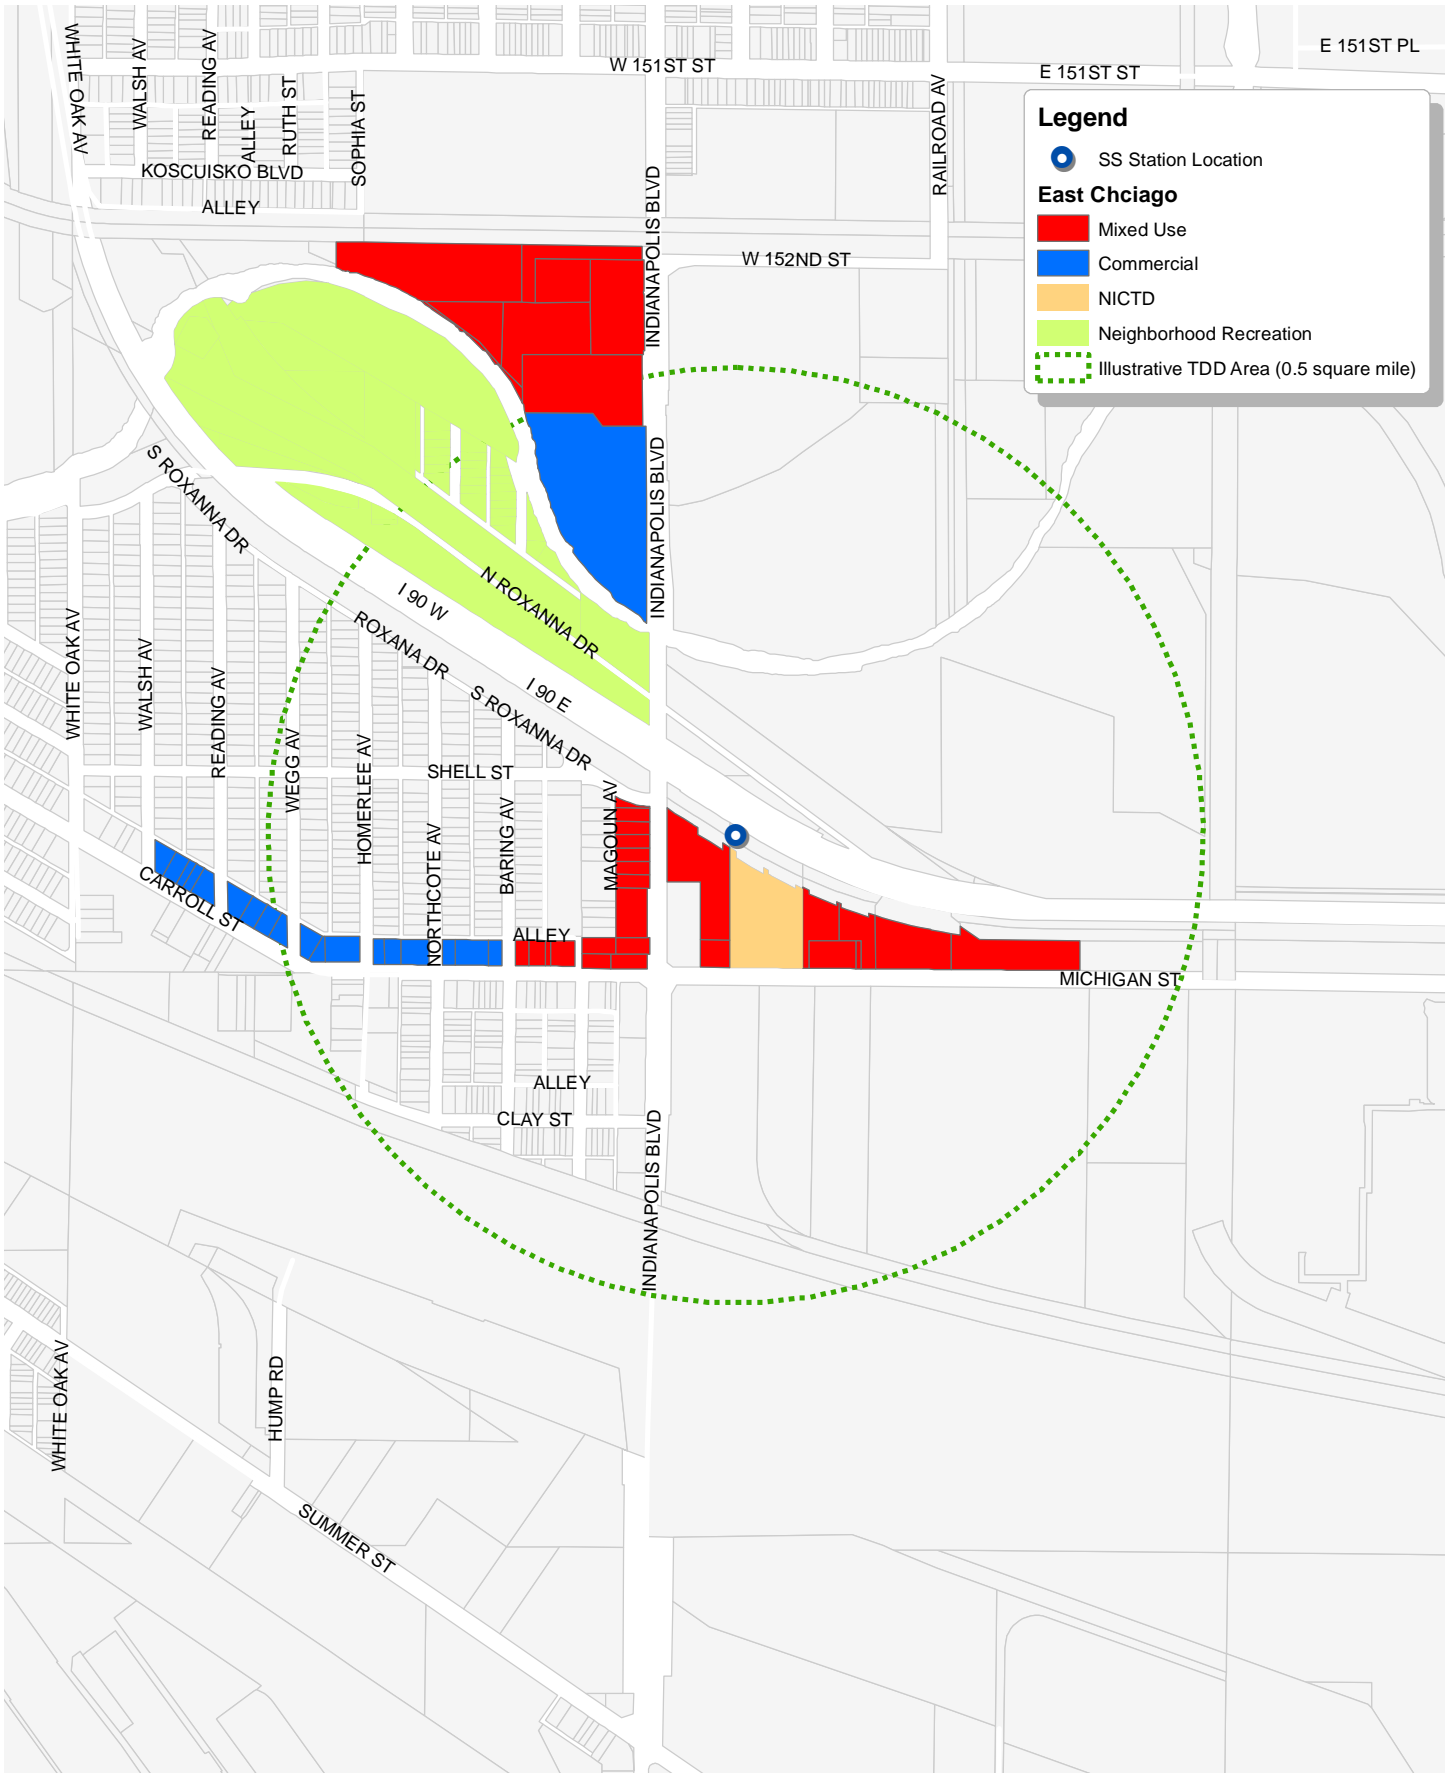 E 151ST PL
W 151ST ST
E 151ST ST
WHITE OAK AV
WALSH AV
READING AV
ALLEY
RUTH ST
SOPHIA ST
RAILROAD AV
KOSCUISKO BLVD
ALLEY
INDIANAPOLIS BLVD
W 152ND ST
Legend
SS Station Location
East Chciago
Mixed Use
Commercial
NICTD
Neighborhood Recreation
Illustrative TDD Area (0.5 square mile)
S ROXANNA DR
INDIANAPOLIS BLVD
I 90 W
N ROXANNA DR
ROXANA DR
I 90 E
S ROXANNA DR
WHITE OAK AV
WALSH AV
READING AV
WEGG AV
HOMERLEE AV
SHELL ST
NORTHCOTE AV
BARING AV
MAGOUN AV
CARROLL ST
ALLEY
MICHIGAN ST
ALLEY
CLAY ST
INDIANAPOLIS BLVD
WHITE OAK AV
HUMP RD
SUMMER ST